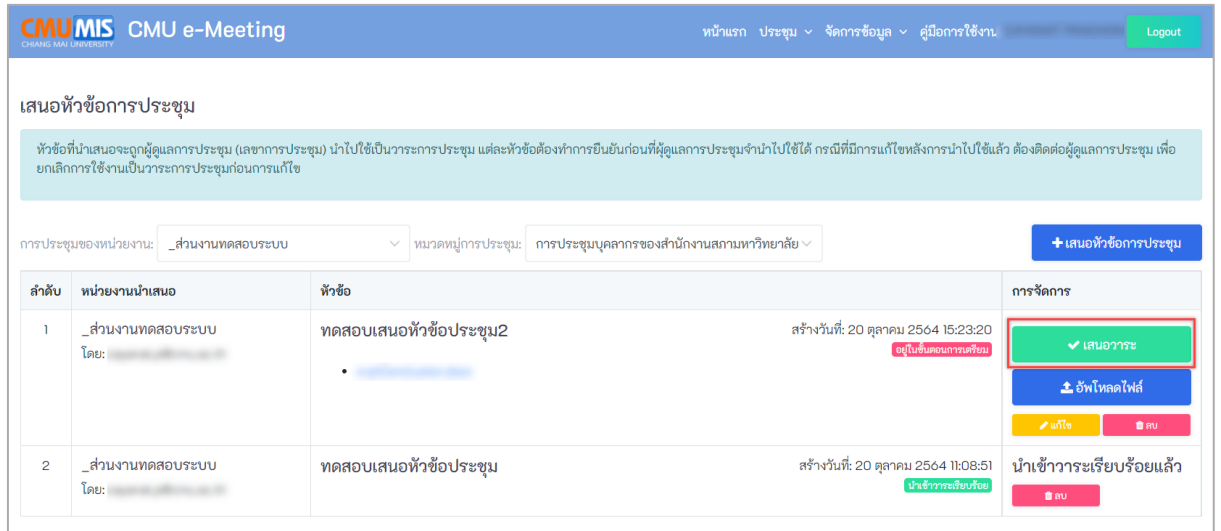 CMU MIS CMU e-Meeting หน้าแรก ประชุม จัดการข้อมูล คู่มือการใช้งาน Logout
CHIANG MAI UNIVERSITY
เสนอหัวข้อการประชุม
หัวข้อที่นำเสนอจะถูกผู้ดูแลการประชุม (เลขาการประชุม) นำไปใช้เป็นวาระการประชุม แต่ละหัวข้อต้องทำการยืนยันก่อนที่ผู้ดูแลการประชุมจำนำไปใช้ได้ กรณีที่มีการแก้ไขหลังการนำไปใช้แล้ว ต้องติดต่อผู้ดูแลการประชุม เพื่อ
ยกเลิกการใช้งานเป็นวาระการประชุมก่อนการแก้ไข
การประชุมของหน่วยงาน: _ส่วนงานทดสอบระบบ หมวดหมู่การประชุม: การประชุมบุคลากรของสำนักงานสภามหาวิทยาลัย เสนอหัวข้อการประชุม
ลำดับ หน่วยงานนำเสนอ หัวข้อ การจัดการ
1 _ส่วนงานทดสอบระบบ ทดสอบเสนอหัวข้อประชุม2 สร้างวันที่: 20 ตุลาคม 2564 15:23:20
โดย: อยู่ในขั้นตอนการเตรียม เสนอวาระ
อัพโหลดไฟล์
แก้ไข ลบ
2 _ส่วนงานทดสอบระบบ ทดสอบเสนอหัวข้อประชุม สร้างวันที่: 20 ตุลาคม 2564 11:08:51 นำเข้าวาระเรียบร้อยแล้ว
โดย: นำเข้าวาระเรียบร้อย ลบ